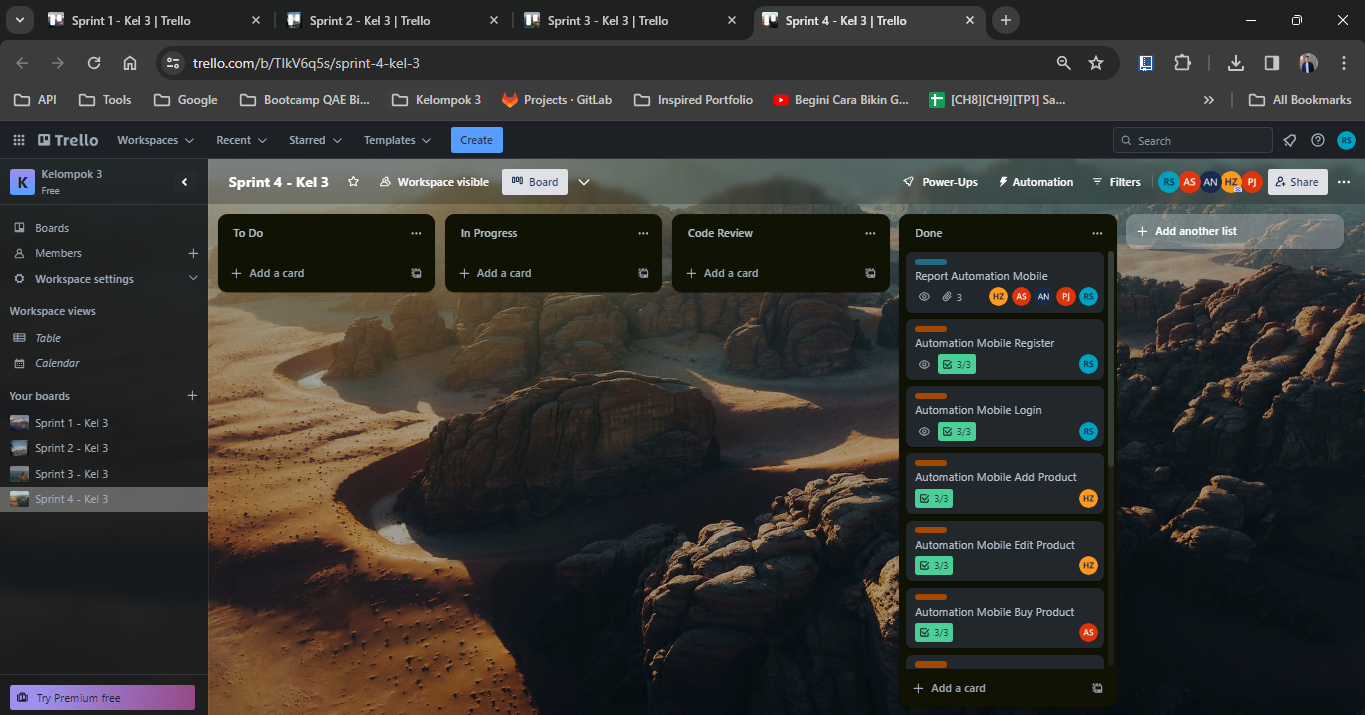 Sprint 1 - Kel 3 | Trello
Sprint 2 - Kel 3 | Trello
Sprint 3 - Kel 3 | Trello
Sprint 4 - Kel 3 | Trello
trello.com/b/TIkV6q5s/sprint-4-kel-3
API
Tools
Google
Bootcamp QAE Bi...
Kelompok 3
Projects · GitLab
Inspired Portfolio
Begini Cara Bikin G...
[CH8][CH9][TP1] Sa...
All Bookmarks
Trello
Workspaces
Recent
Starred
Templates
Create
Search
RS
K
Kelompok 3
Free
Boards
Members
Workspace settings
Workspace views
Table
Calendar
Your boards
Sprint 1 - Kel 3
Sprint 2 - Kel 3
Sprint 3 - Kel 3
Sprint 4 - Kel 3
Try Premium free
Sprint 4 - Kel 3
Workspace visible
Board
Power-Ups
Automation
Filters
RS AS AN HZ PJ
Share
To Do
Add a card
In Progress
Add a card
Code Review
Add a card
Done
Report Automation Mobile
3
HZ AS AN PJ RS
Automation Mobile Register
3/3
RS
Automation Mobile Login
3/3
RS
Automation Mobile Add Product
3/3
HZ
Automation Mobile Edit Product
3/3
HZ
Automation Mobile Buy Product
3/3
AS
Add a card
Add another list